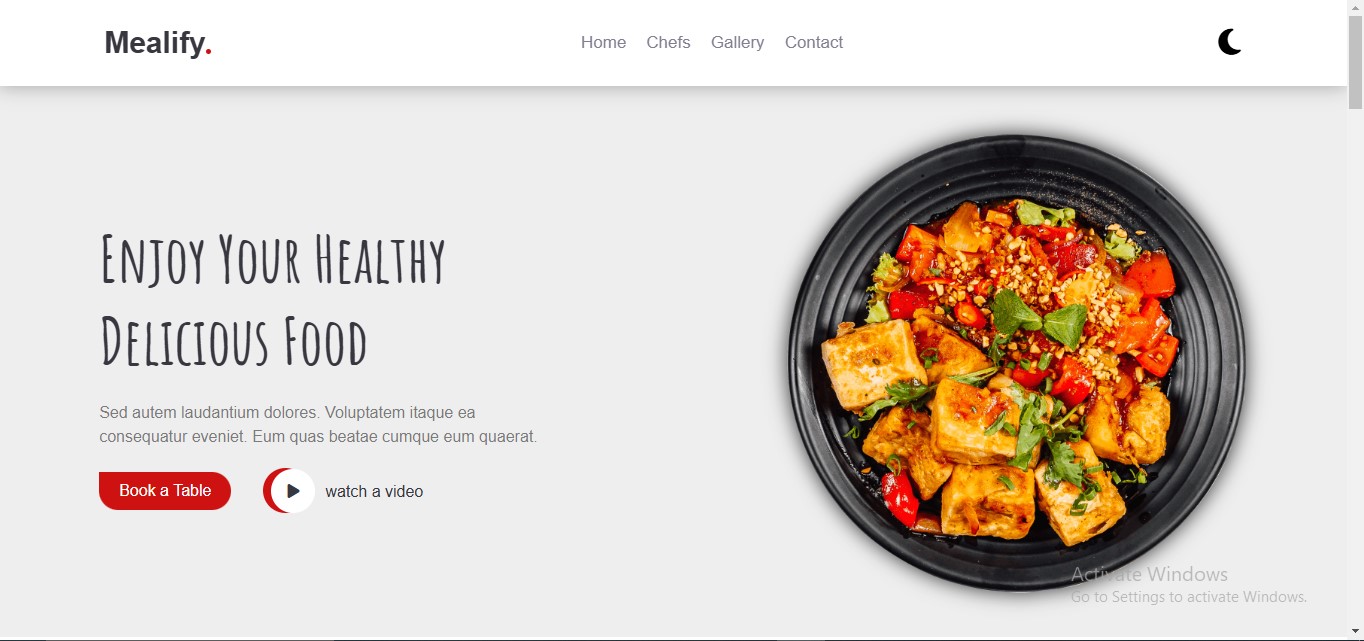 Mealify.
Home Chefs Gallery Contact
Enjoy Your Healthy
Delicious Food
Sed autem laudantium dolores. Voluptatem itaque ea
consequatur eveniet. Eum quas beatae cumque eum quaerat.
Book a Table
watch a video
Activate Windows
Go to Settings to activate Windows.